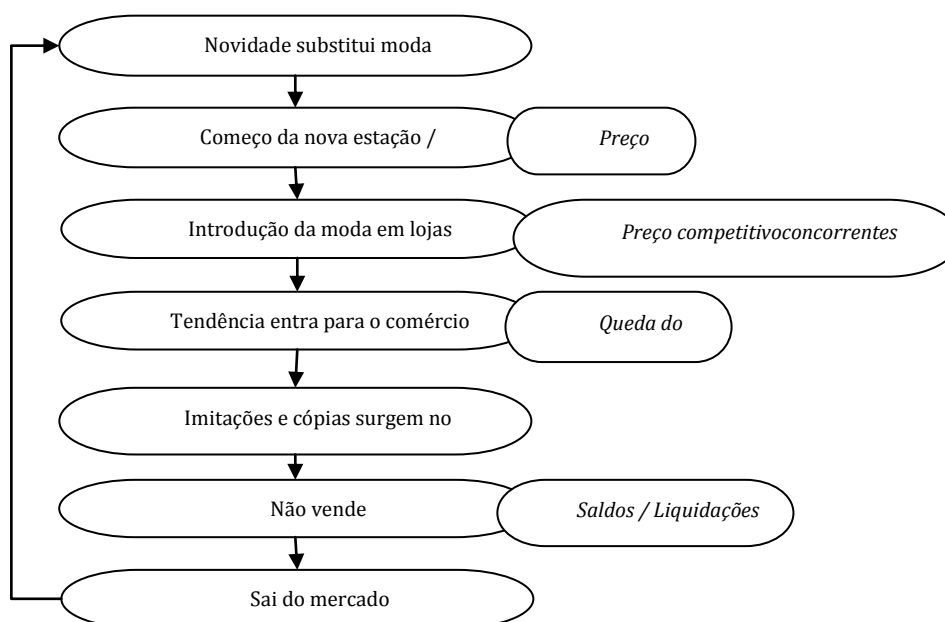 Novidade substitui moda
Começo da nova estação /
Preço
Introdução da moda em lojas
Preço competitivoconcorrentes
Tendência entra para o comércio
Queda do
Imitações e cópias surgem no
Não vende
Saldos / Liquidações
Sai do mercado